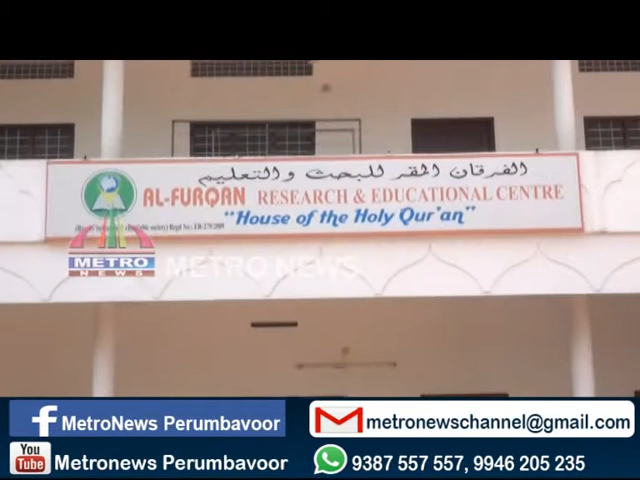 الفرقان المقر للبحث والتعليم
AL-FURQAN RESEARCH & EDUCATIONAL CENTRE
"House of the Holy Qur'an"
METRO
NEWS
METRO NEWS
MetroNews Perumbavoor
metronewschannel@gmail.com
You
Tube
Metronews Perumbavoor
9387 557 557, 9946 205 235